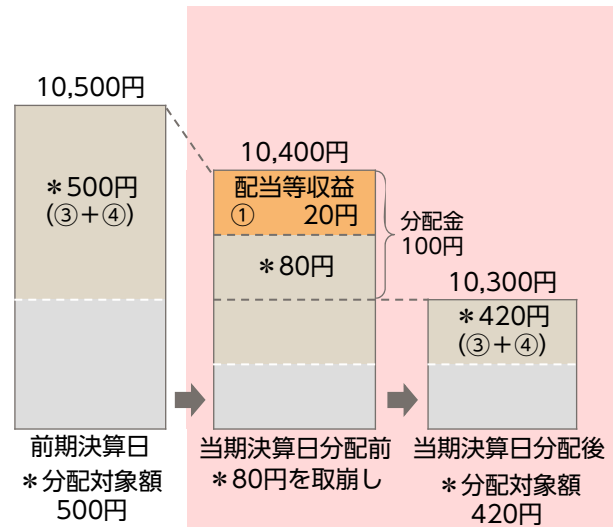 10,500円
＊500円
(③＋④)
前期決算日
＊分配対象額
500円
10,400円
配当等収益
① 20円
＊80円
分配金
100円
当期決算日分配前
＊80円を取崩し
10,300円
＊420円
(③＋④)
当期決算日分配後
＊分配対象額
420円